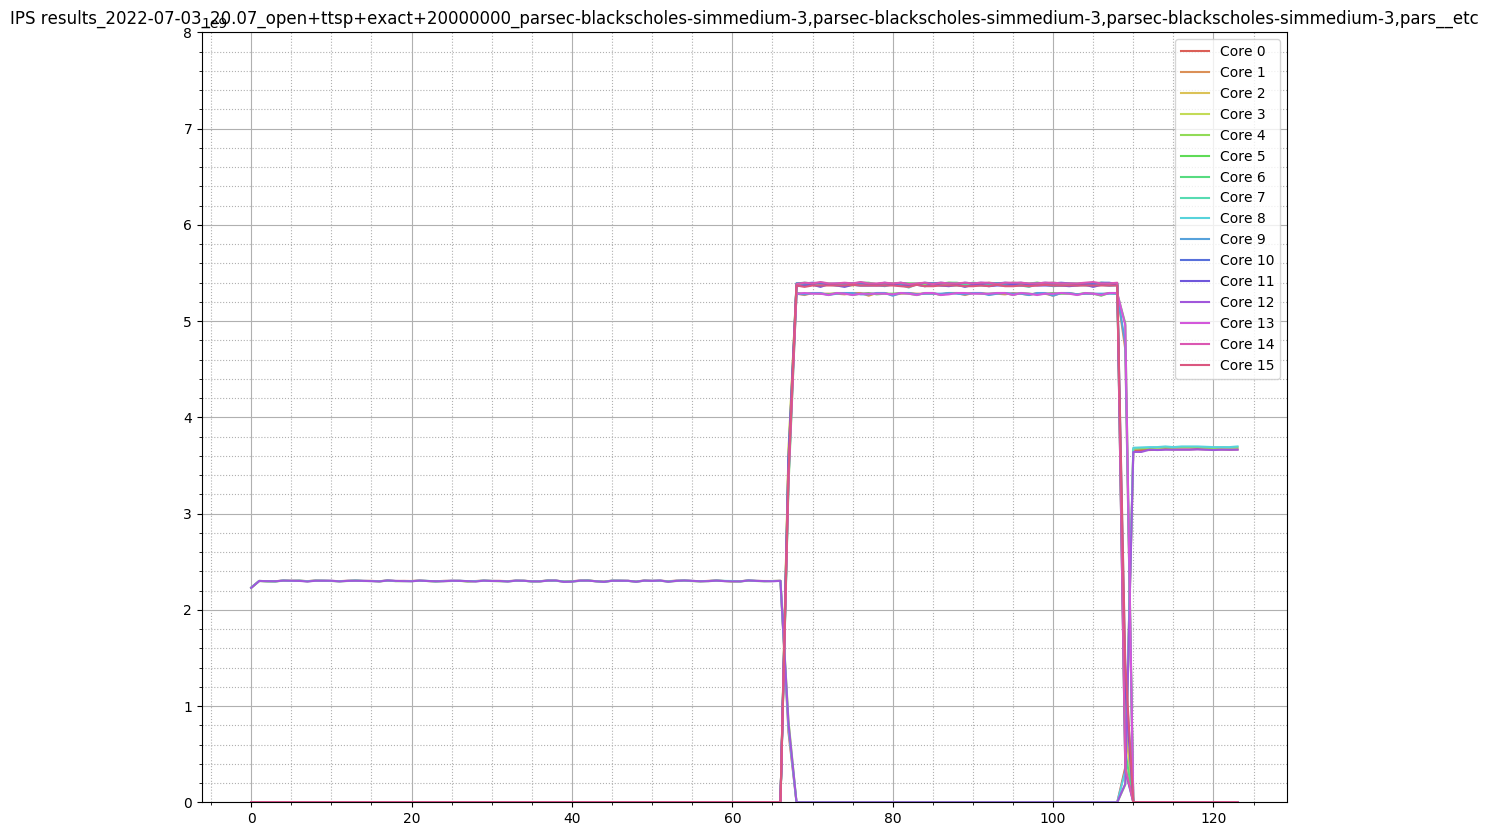 IPS results_2022-07-03_20.07_open+ttsp+exact+20000000_parsec-blackscholes-simmedium-3,parsec-blackscholes-simmedium-3,parsec-blackscholes-simmedium-3,pars__etc
1e9
8
7
6
5
4
3
2
1
0
0 20 40 60 80 100 120
Core 0
Core 1
Core 2
Core 3
Core 4
Core 5
Core 6
Core 7
Core 8
Core 9
Core 10
Core 11
Core 12
Core 13
Core 14
Core 15